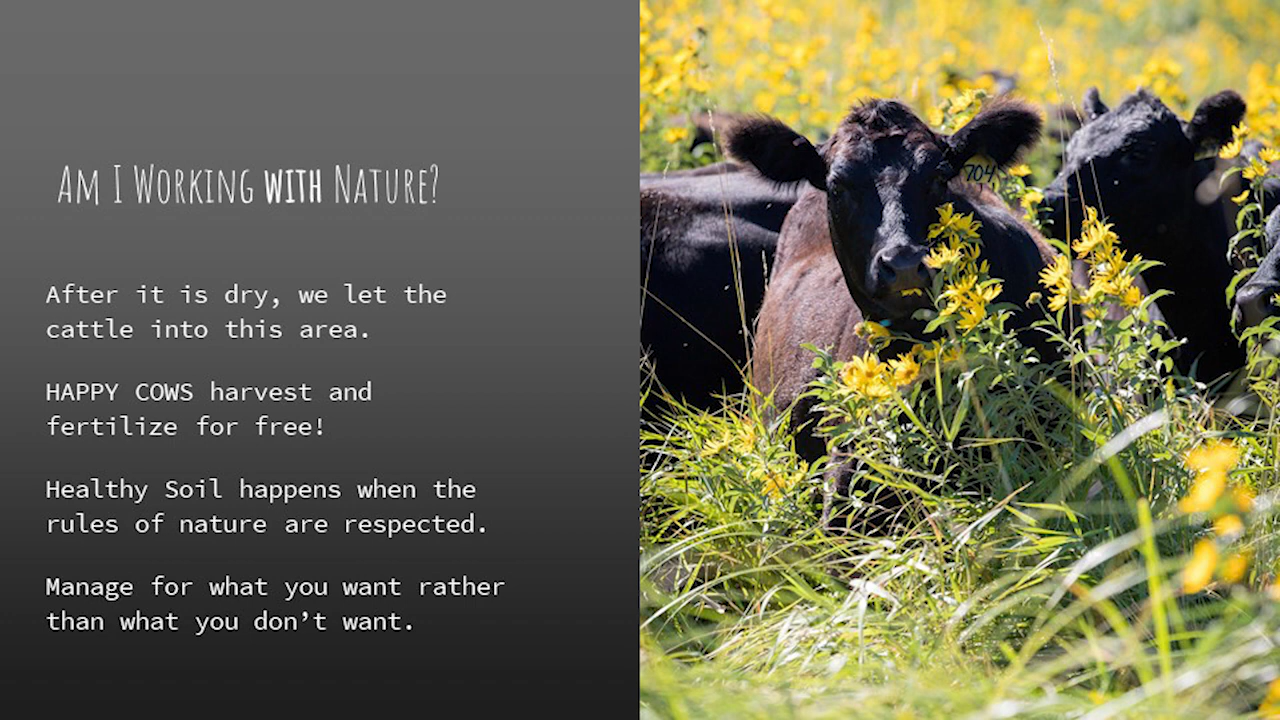 Am I Working with Nature?
After it is dry, we let the
cattle into this area.
HAPPY COWS harvest and
fertilize for free!
Healthy Soil happens when the
rules of nature are respected.
Manage for what you want rather
than what you don’t want.
704